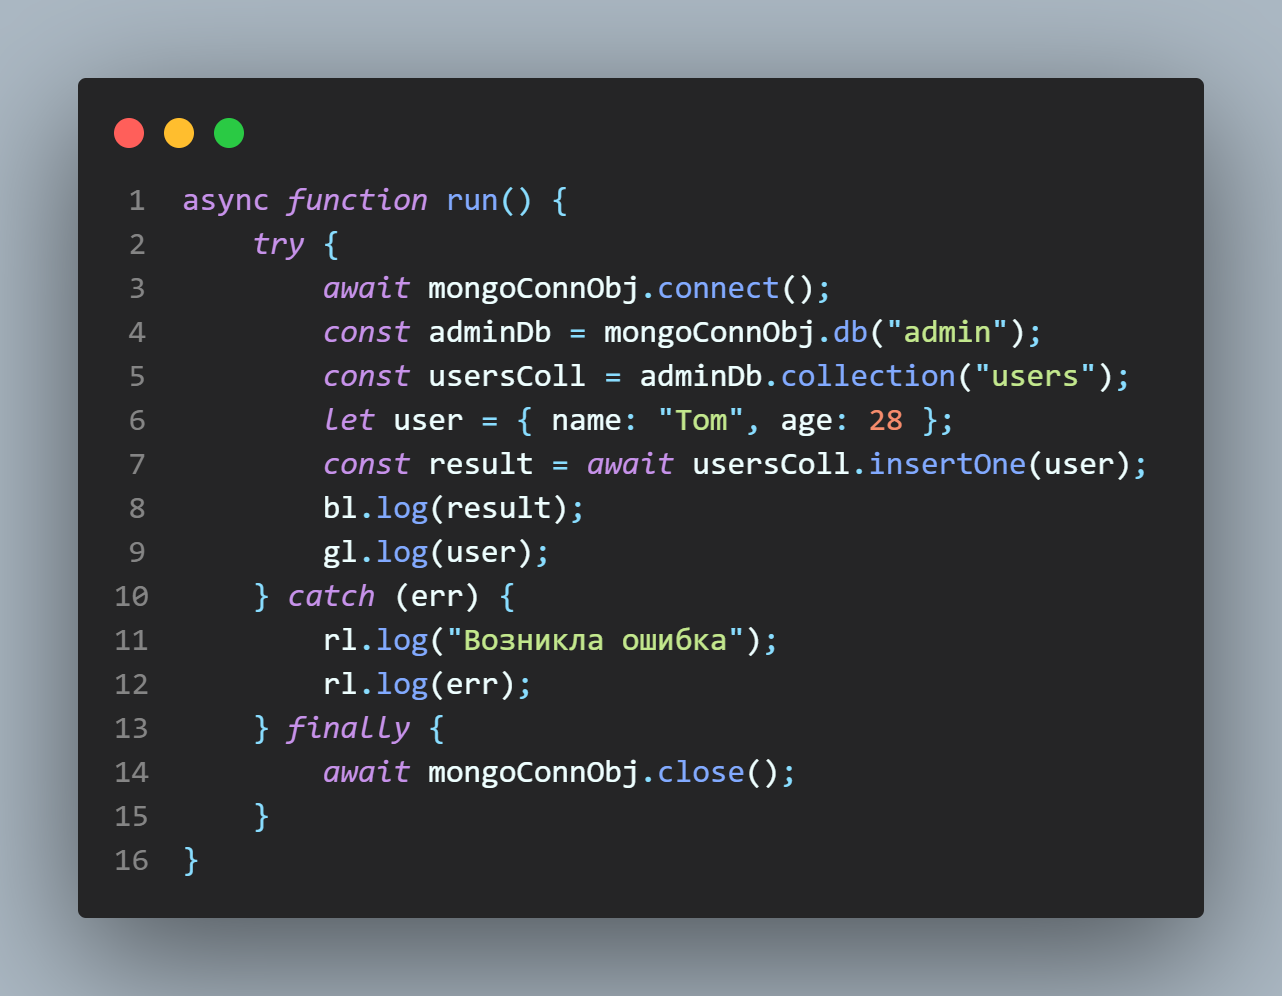 1 async function run() {
2 try {
3 await mongoConnObj.connect();
4 const adminDb = mongoConnObj.db("admin");
5 const usersColl = adminDb.collection("users");
6 let user = { name: "Tom", age: 28 };
7 const result = await usersColl.insertOne(user);
8 bl.log(result);
9 gl.log(user);
10 } catch (err) {
11 rl.log("Возникла ошибка");
12 rl.log(err);
13 } finally {
14 await mongoConnObj.close();
15 }
16 }